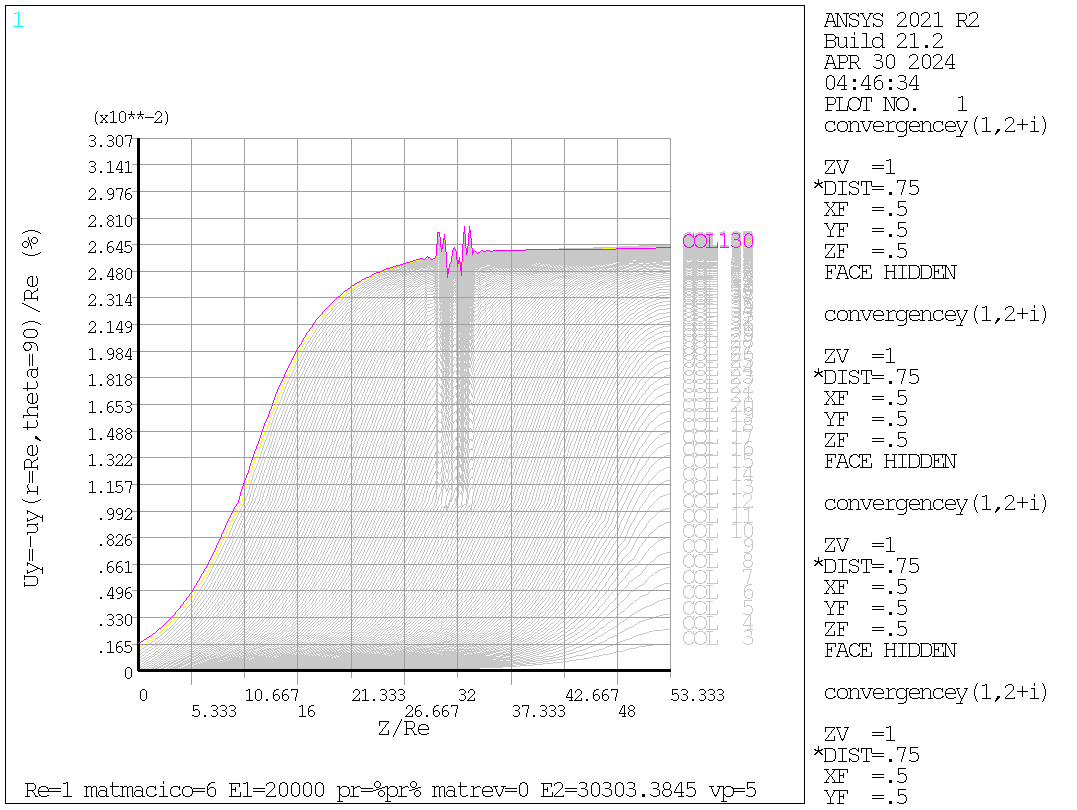 1
ANSYS 2021 R2
Build 21.2
APR 30 2024
04:46:34
PLOT NO. 1
convergencey(1,2+i)
ZV =1
*DIST=.75
XF =.5
YF =.5
ZF =.5
FACE HIDDEN
convergencey(1,2+i)
ZV =1
*DIST=.75
XF =.5
YF =.5
ZF =.5
FACE HIDDEN
convergencey(1,2+i)
ZV =1
*DIST=.75
XF =.5
YF =.5
ZF =.5
FACE HIDDEN
convergencey(1,2+i)
ZV =1
*DIST=.75
XF =.5
YF =.5
(x10**-2)
3.307
3.141
2.976
2.810
2.645
2.480
2.314
2.149
1.984
1.818
1.653
1.488
1.322
1.157
.992
.826
.661
.496
.330
.165
0
Uy=-uy(r=Re,theta=90)/Re (%)
COL130
COL 11
COL 10
COL 9
COL 8
COL 7
COL 6
COL 5
COL 4
COL 3
0
5.333
10.667
16
21.333
26.667
32
37.333
42.667
48
53.333
Z/Re
Re=1 matmacico=6 E1=20000 pr=%pr% matrev=0 E2=30303.3845 vp=5